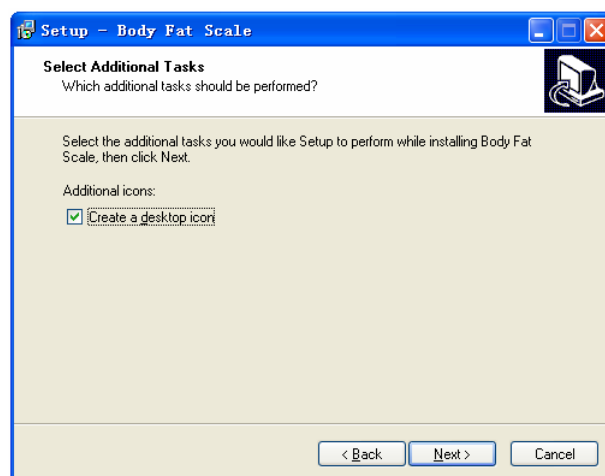 Setup - Body Fat Scale
Select Additional Tasks
Which additional tasks should be performed?
Select the additional tasks you would like Setup to perform while installing Body Fat
Scale, then click Next.
Additional icons:
Create a desktop icon
< Back
Next >
Cancel